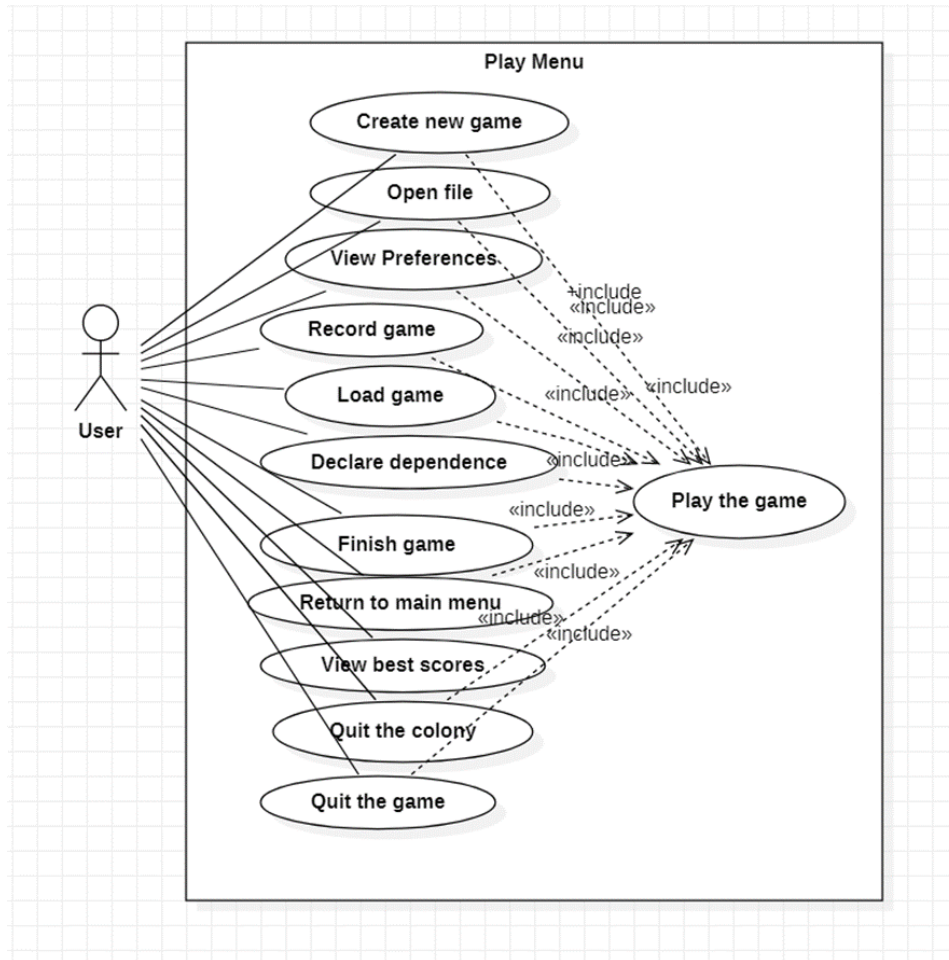 Play Menu
Create new game
Open file
View Preferences
+include
«include»
Record game
«include»
«include»
Load game
«include»
User
Declare dependence
«include»
Play the game
«include»
Finish game
«include»
Return to main menu
«include»
«include»
View best scores
Quit the colony
Quit the game